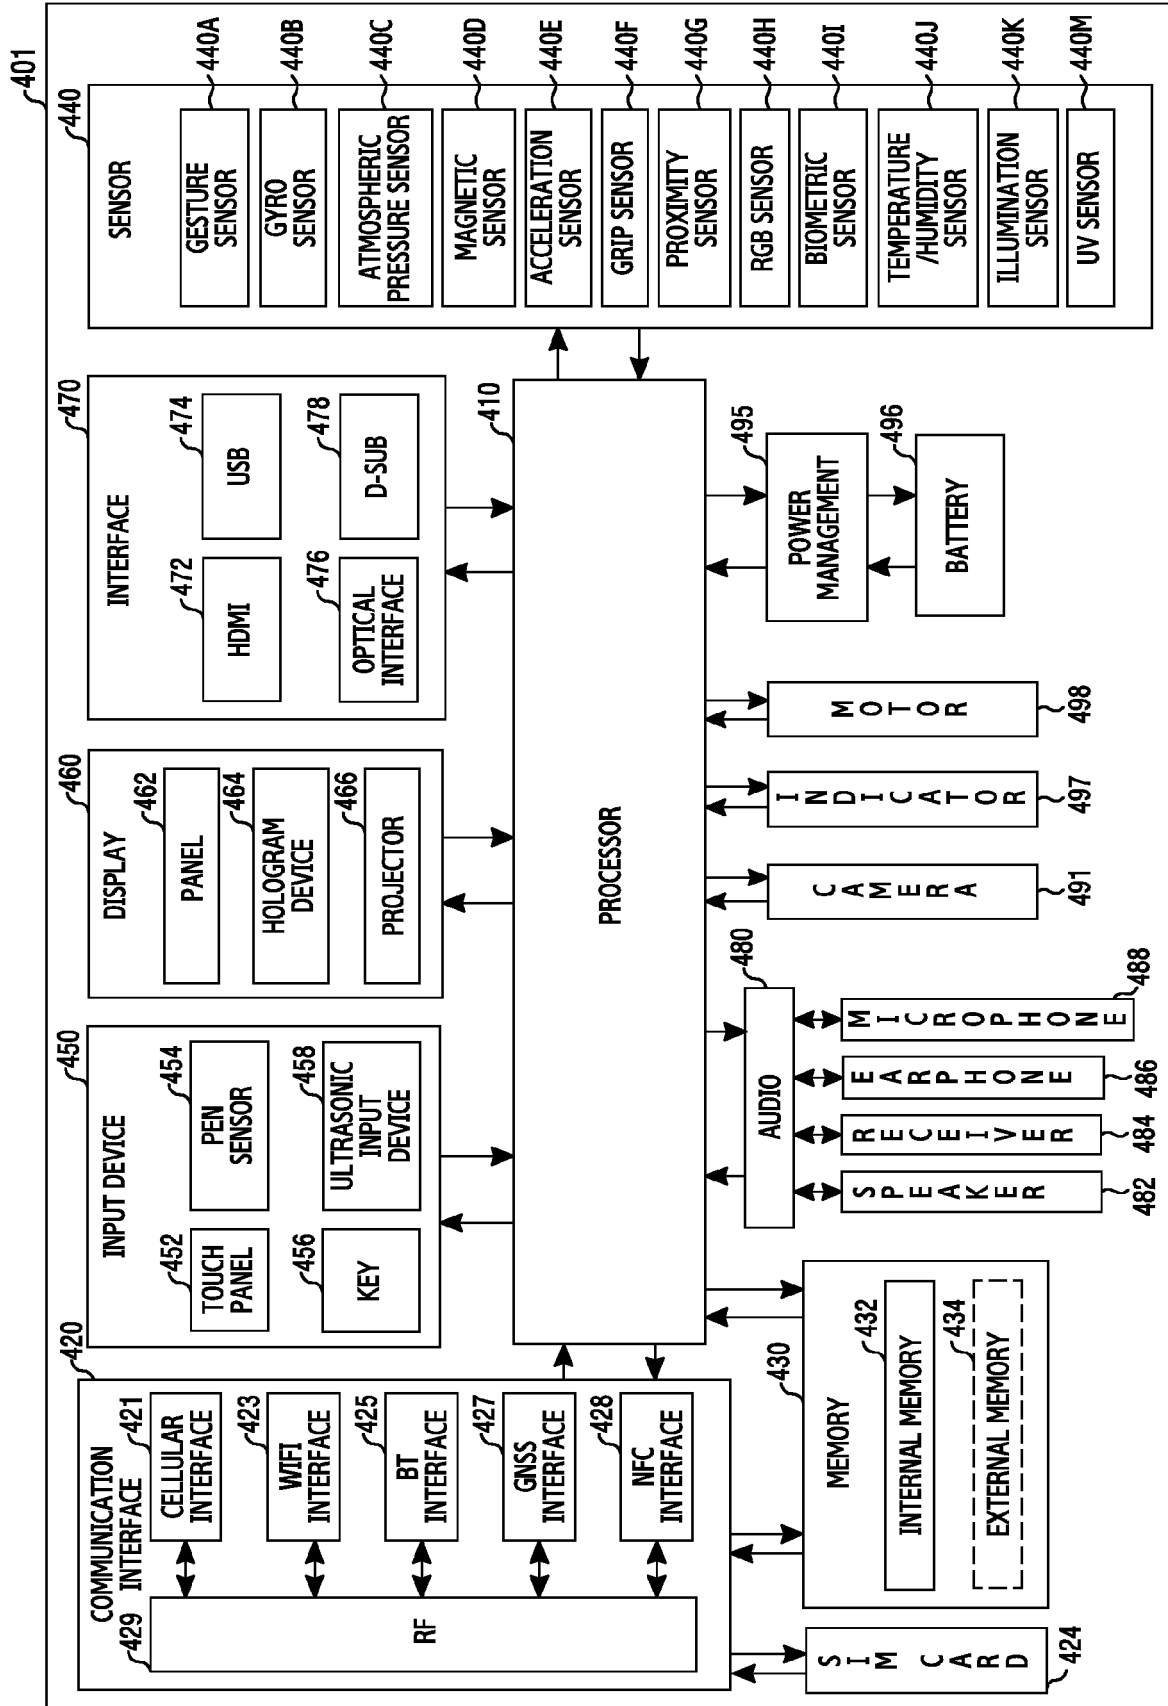 401
COMMUNICATION
INTERFACE
420
429
RF
421
CELLULAR
INTERFACE
423
WIFI
INTERFACE
425
BT
INTERFACE
427
GNSS
INTERFACE
428
NFC
INTERFACE
INPUT DEVICE
450
452
TOUCH
PANEL
454
PEN
SENSOR
456
KEY
458
ULTRASONIC
INPUT
DEVICE
DISPLAY
460
462
PANEL
464
HOLOGRAM
DEVICE
466
PROJECTOR
INTERFACE
470
472
HDMI
474
USB
476
OPTICAL
INTERFACE
478
D-SUB
SENSOR
440
GESTURE
SENSOR
440A
GYRO
SENSOR
440B
ATMOSPHERIC
PRESSURE SENSOR
440C
MAGNETIC
SENSOR
440D
ACCELERATION
SENSOR
440E
GRIP SENSOR
440F
PROXIMITY
SENSOR
440G
RGB SENSOR
440H
BIOMETRIC
SENSOR
440I
TEMPERATURE
/HUMIDITY
SENSOR
440J
ILLUMINATION
SENSOR
440K
UV SENSOR
440M
PROCESSOR
410
SIM CARD
424
MEMORY
430
INTERNAL MEMORY
432
EXTERNAL MEMORY
434
AUDIO
480
SPEAKER
482
RECEIVER
484
EARPHONE
486
MICROPHONE
488
CAMERA
491
INDICATOR
497
MOTOR
498
POWER
MANAGEMENT
495
BATTERY
496